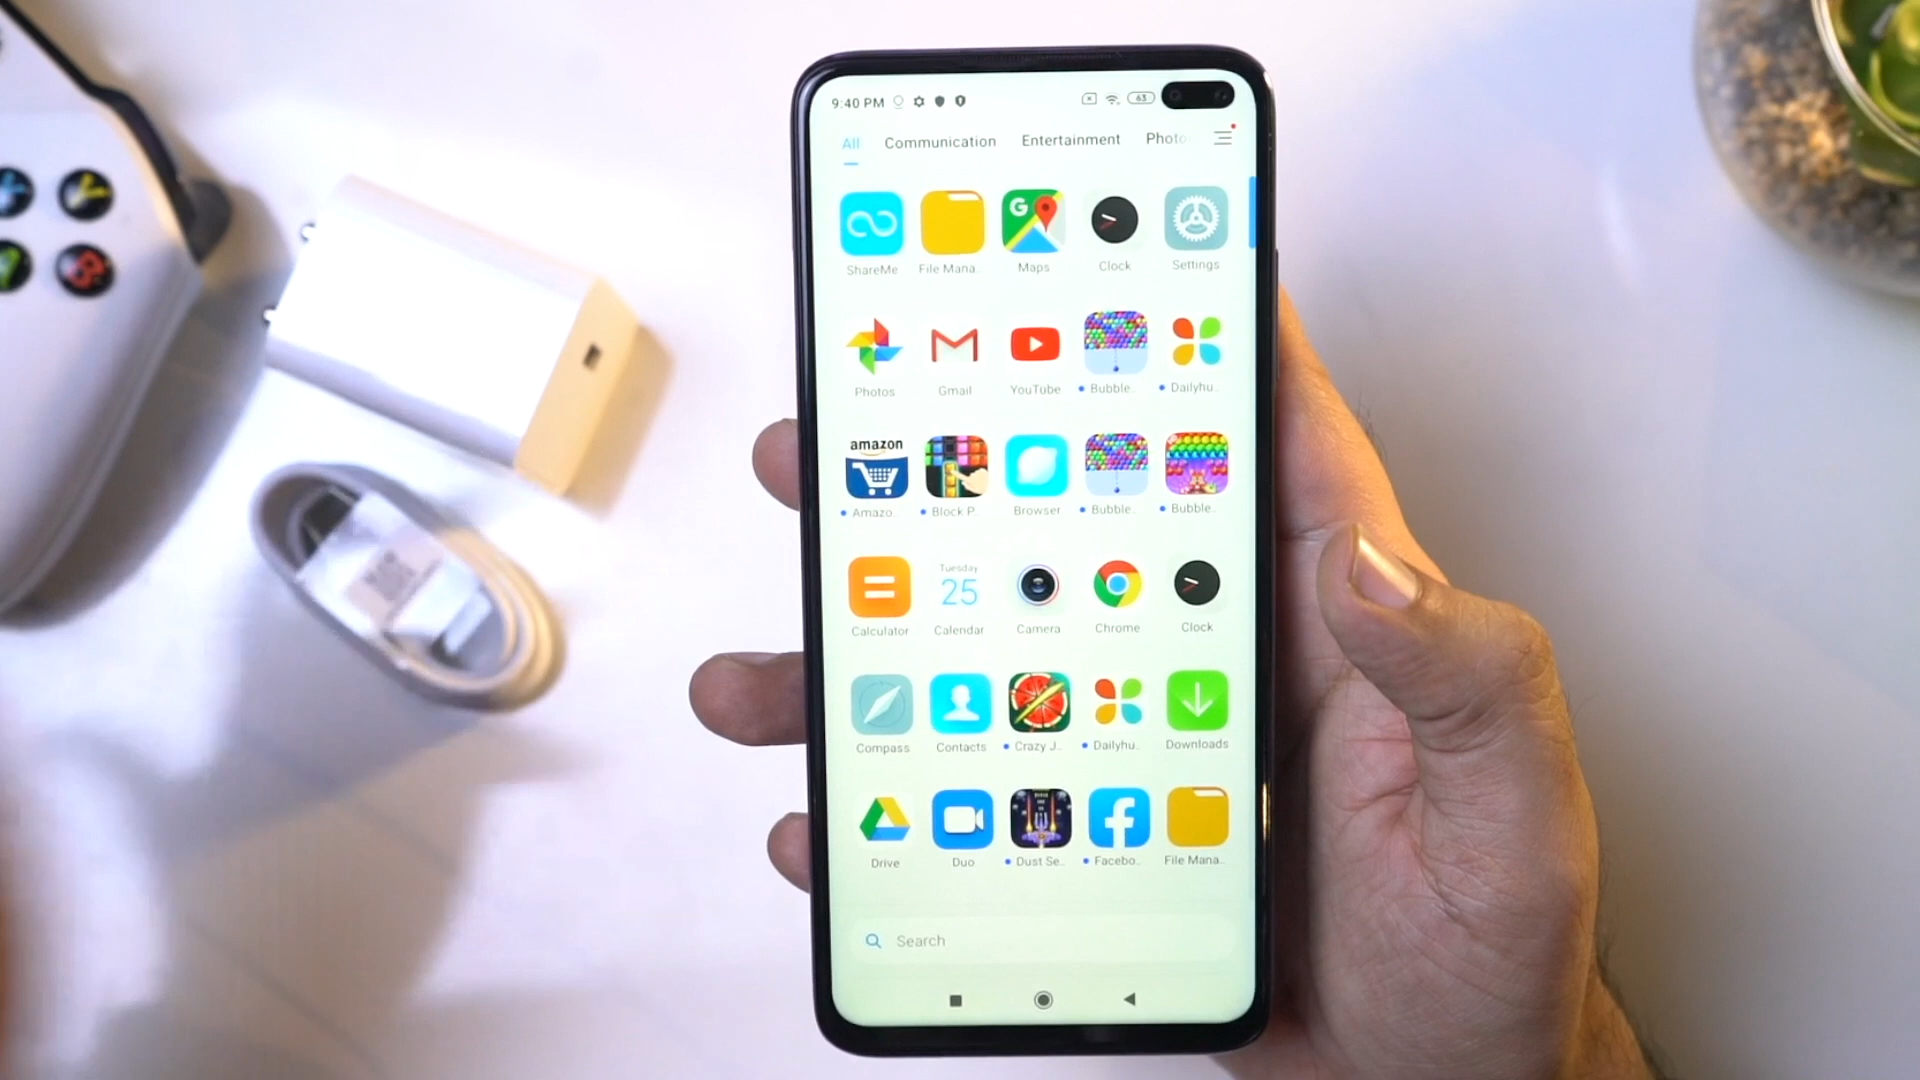 9:40 PM 63
All Communication Entertainment Photo
G
ShareMe File Mana.. Maps Clock Settings
Photos Gmail YouTube Bubble.. Dailyhu..
amazon
Amazo.. Block P.. Browser Bubble.. Bubble..
Tuesday
25
Calculator Calendar Camera Chrome Clock
Compass Contacts Crazy J.. Dailyhu.. Downloads
Drive Duo Dust Se.. Facebo.. File Mana..
Search
Y
B